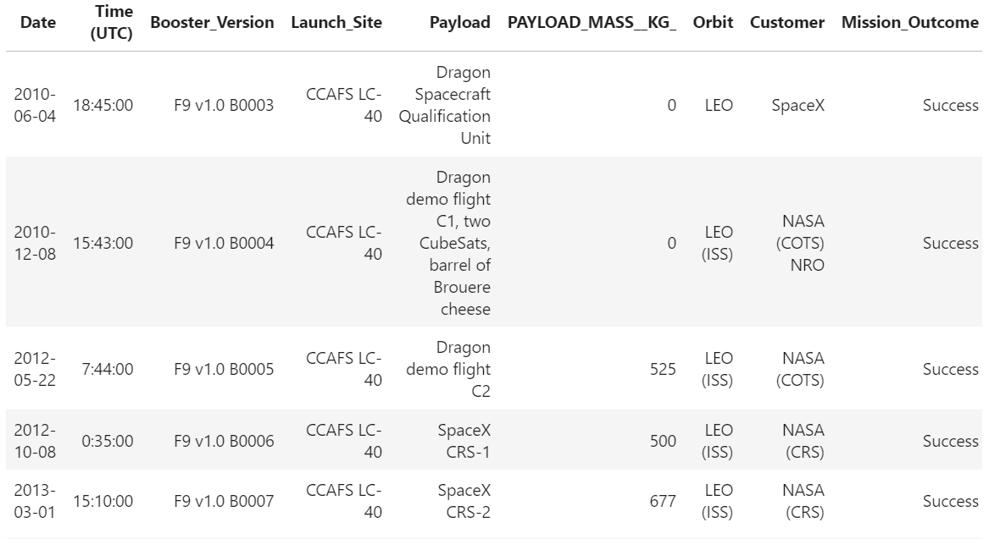 Date Time (UTC) Booster_Version Launch_Site Payload PAYLOAD_MASS__KG_ Orbit Customer Mission_Outcome
2010-06-04 18:45:00 F9 v1.0 B0003 CCAFS LC-40 Dragon Spacecraft Qualification Unit 0 LEO SpaceX Success
2010-12-08 15:43:00 F9 v1.0 B0004 CCAFS LC-40 Dragon demo flight C1, two CubeSats, barrel of Brouere cheese 0 LEO (ISS) NASA (COTS) NRO Success
2012-05-22 7:44:00 F9 v1.0 B0005 CCAFS LC-40 Dragon demo flight C2 525 LEO (ISS) NASA (COTS) Success
2012-10-08 0:35:00 F9 v1.0 B0006 CCAFS LC-40 SpaceX CRS-1 500 LEO (ISS) NASA (CRS) Success
2013-03-01 15:10:00 F9 v1.0 B0007 CCAFS LC-40 SpaceX CRS-2 677 LEO (ISS) NASA (CRS) Success